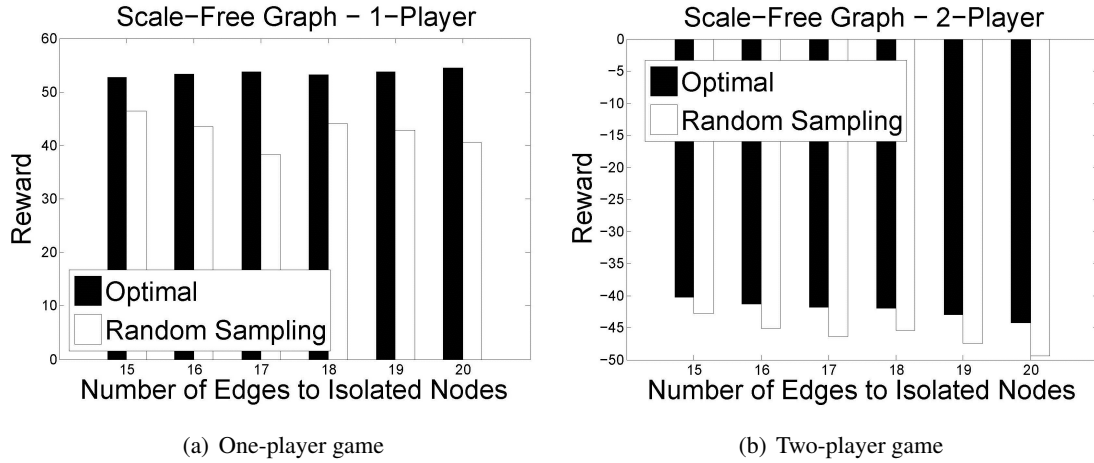 Scale−Free Graph − 1−Player
60
50
40
30
20
10
0
Reward
Optimal
Random Sampling
15 16 17 18 19 20
Number of Edges to Isolated Nodes
(a) One-player game
Scale−Free Graph − 2−Player
0
−5
−10
−15
−20
−25
−30
−35
−40
−45
−50
Reward
Optimal
Random Sampling
15 16 17 18 19 20
Number of Edges to Isolated Nodes
(b) Two-player game